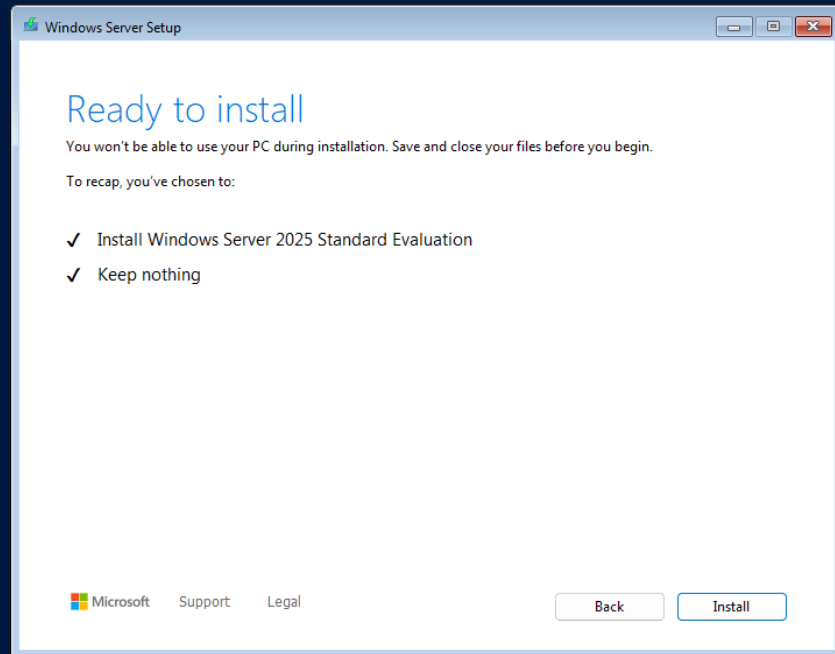 Windows Server Setup
Ready to install
You won't be able to use your PC during installation. Save and close your files before you begin.
To recap, you've chosen to:
✓ Install Windows Server 2025 Standard Evaluation
✓ Keep nothing
Microsoft Support Legal Back Install